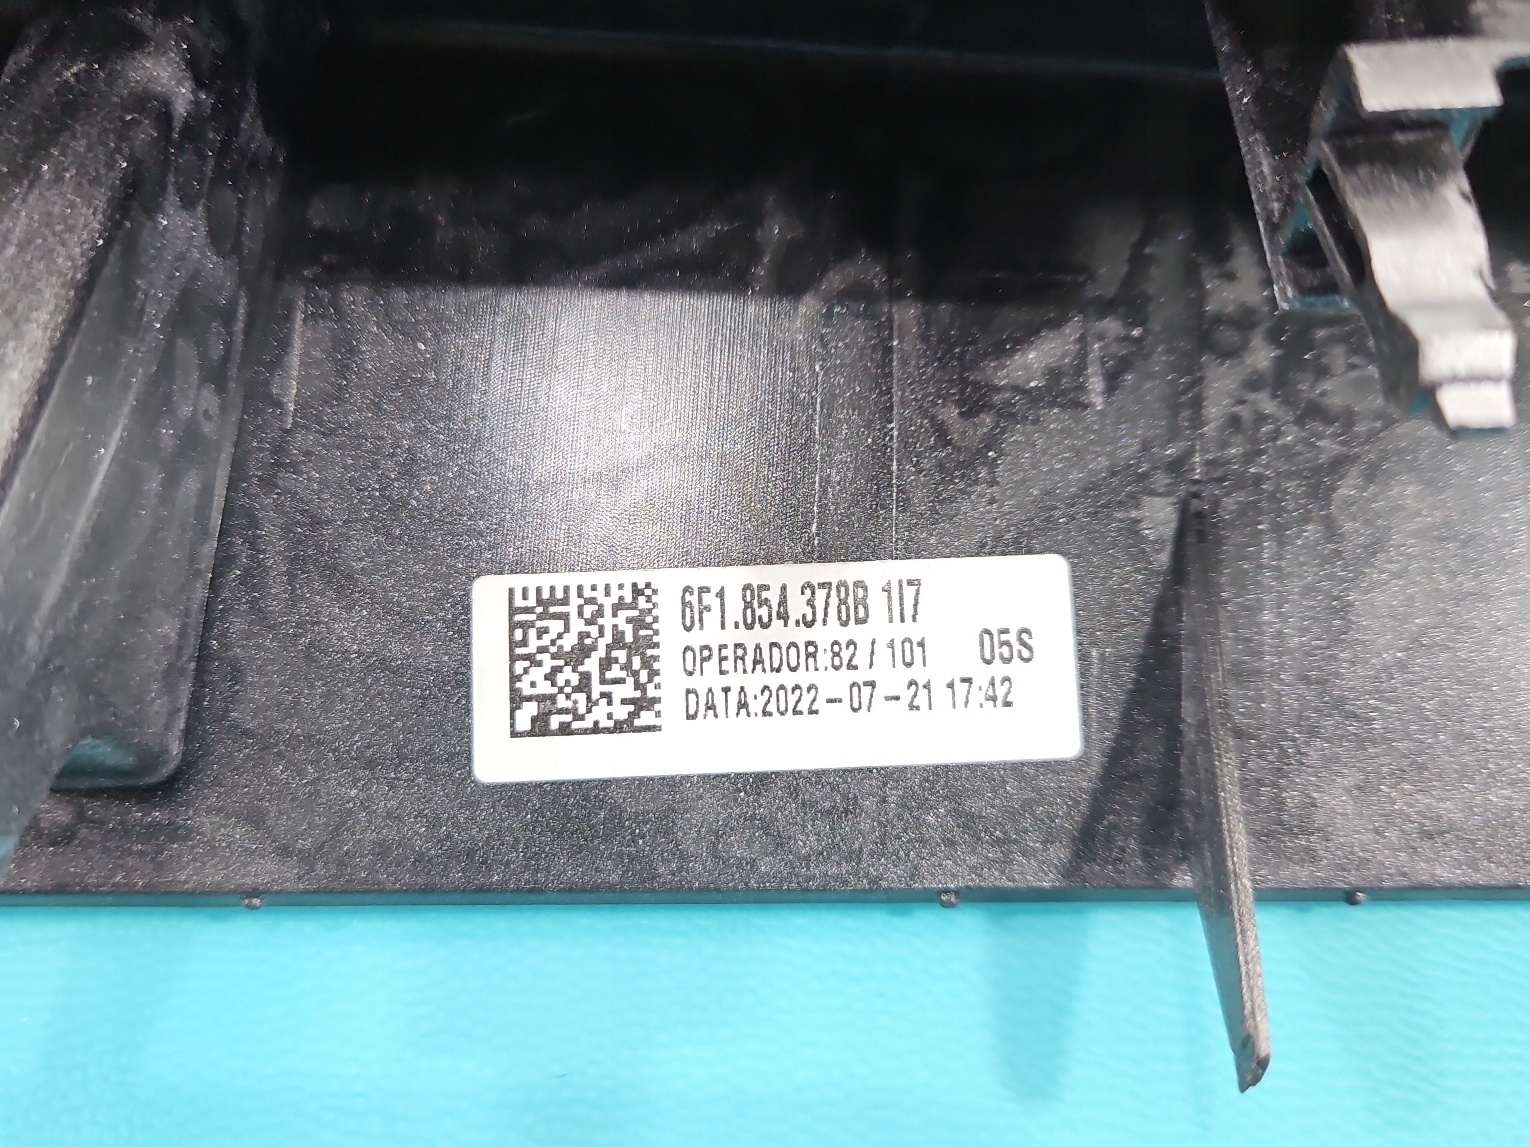 6F1.854.378B 1I7
OPERADOR:82 / 101 05S
DATA:2022-07-21 17:42